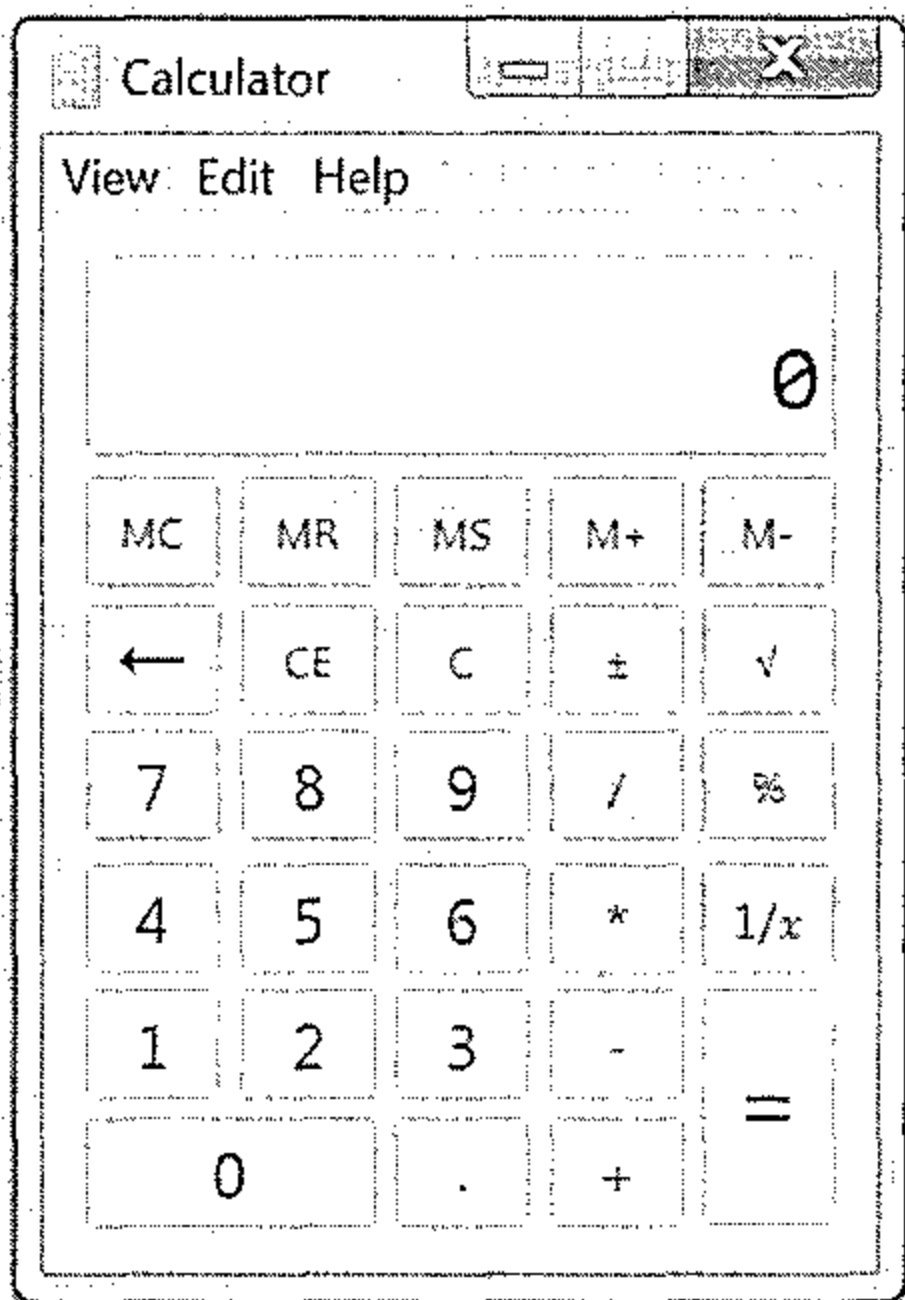 Calculator
View Edit Help
0
MC MR MS M+ M-
← CE C ± √
7 8 9 / %
4 5 6 * 1/x
1 2 3 - =
0 . +